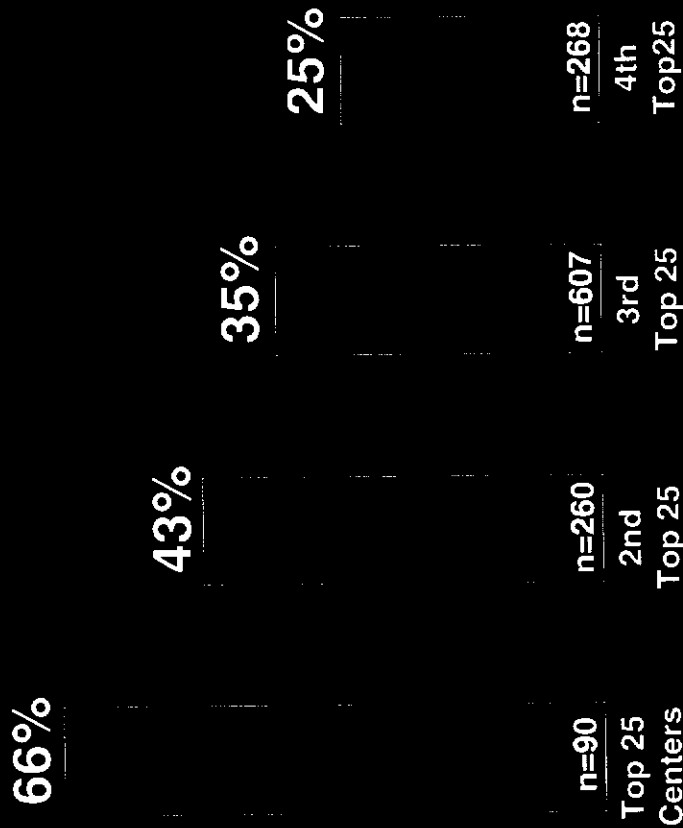 66%
43%
35%
25%
n=90
n=260
n=607
n=268
Top 25
Centers
2nd
Top 25
3rd
Top 25
4th
Top25